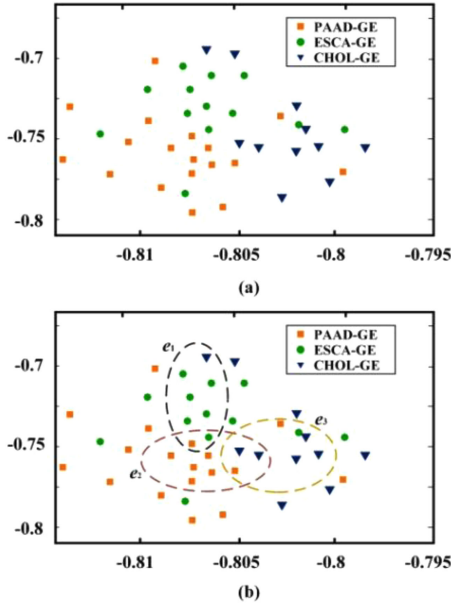 -0.7
-0.75
-0.8
PAAD-GE
ESCA-GE
CHOL-GE
-0.81 -0.805 -0.8 -0.795
(a)
-0.7
-0.75
-0.8
PAAD-GE
ESCA-GE
CHOL-GE
e1
e2
e3
-0.81 -0.805 -0.8 -0.795
(b)